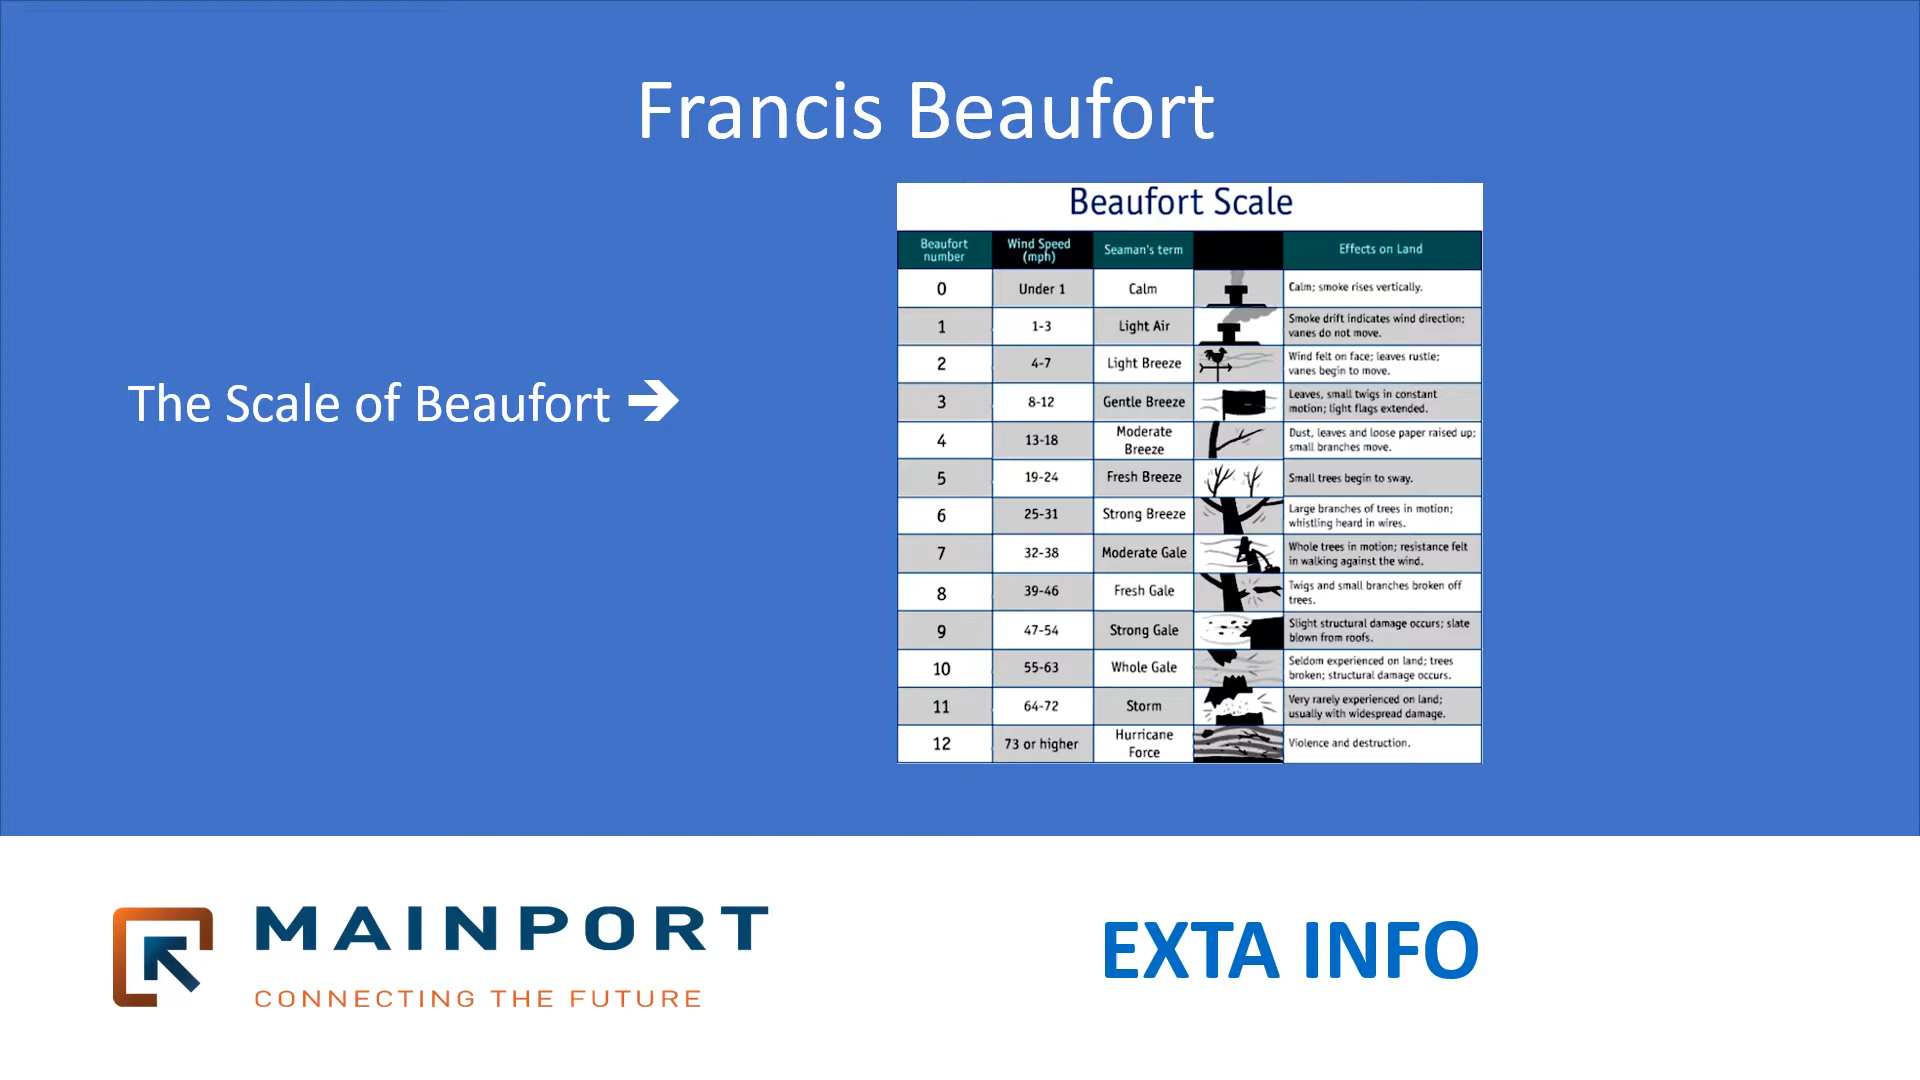 Francis Beaufort
The Scale of Beaufort 🡺
Beaufort Scale
Beaufort number Wind Speed (mph) Seaman's term Effects on Land
0 Under 1 Calm Calm; smoke rises vertically.
1 1-3 Light Air Smoke drift indicates wind direction; vanes do not move.
2 4-7 Light Breeze Wind felt on face; leaves rustle; vanes begin to move.
3 8-12 Gentle Breeze Leaves, small twigs in constant motion; light flags extended.
4 13-18 Moderate Breeze Dust, leaves and loose paper raised up; small branches move.
5 19-24 Fresh Breeze Small trees begin to sway.
6 25-31 Strong Breeze Large branches of trees in motion; whistling heard in wires.
7 32-38 Moderate Gale Whole trees in motion; resistance felt in walking against the wind.
8 39-46 Fresh Gale Twigs and small branches broken off trees.
9 47-54 Strong Gale Slight structural damage occurs; slate blown from roofs.
10 55-63 Whole Gale Seldom experienced on land; trees broken; structural damage occurs.
11 64-72 Storm Very rarely experienced on land; usually with widespread damage.
12 73 or higher Hurricane Force Violence and destruction.
MAINPORT
CONNECTING THE FUTURE
EXTA INFO